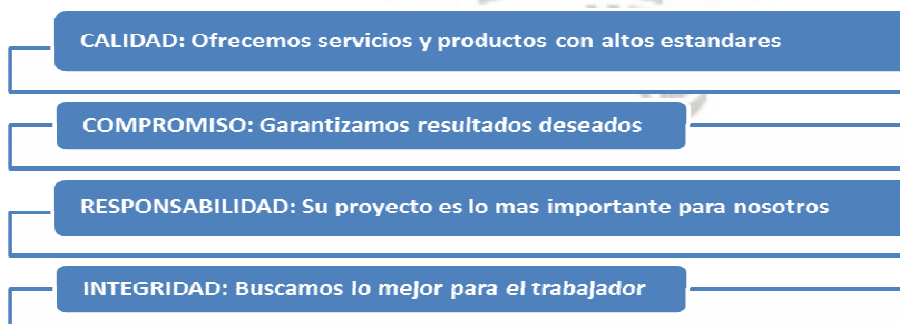 CALIDAD: Ofrecemos servicios y productos con altos estandares
COMPROMISO: Garantizamos resultados deseados
RESPONSABILIDAD: Su proyecto es lo mas importante para nosotros
INTEGRIDAD: Buscamos lo mejor para el trabajador